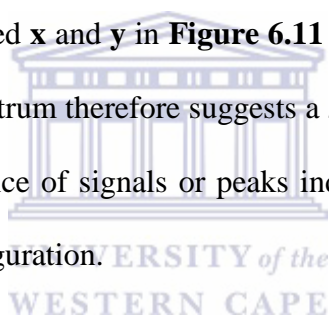 ed x and y in Figure 6.11
trum therefore suggests a
ce of signals or peaks ind
guration.
UNIVERSITY of the
WESTERN CAPE